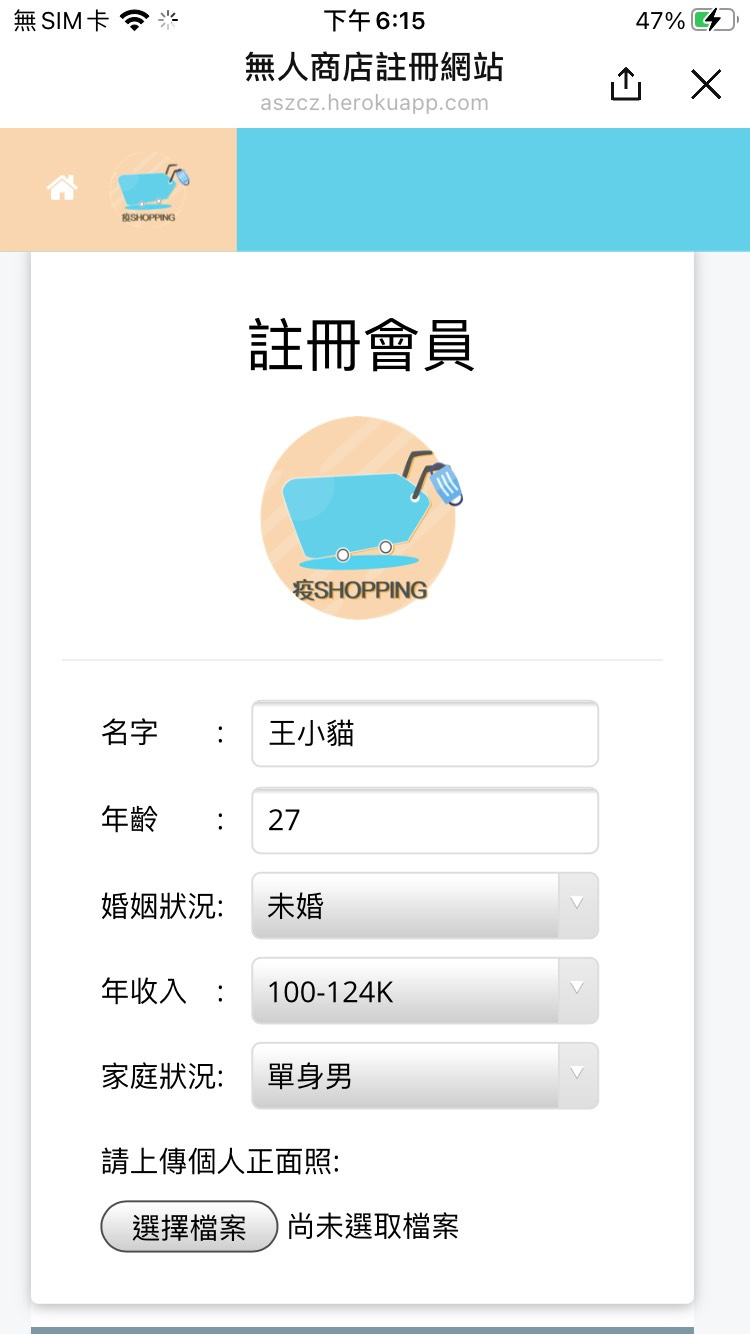 無SIM卡 下午6:15 47%
無人商店註冊網站
aszcz.herokuapp.com
疫SHOPPING
註冊會員
疫SHOPPING
名字 : 王小貓
年齡 : 27
婚姻狀況: 未婚
年收入 : 100-124K
家庭狀況: 單身男
請上傳個人正面照:
選擇檔案 尚未選取檔案